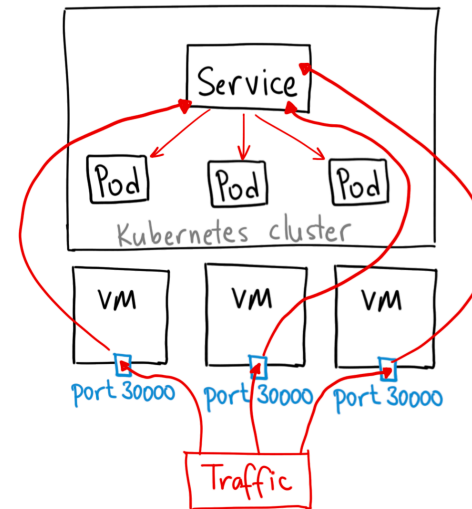 Service
Pod Pod Pod
Kubernetes cluster
VM VM VM
port 30000 port 30000 port 30000
Traffic